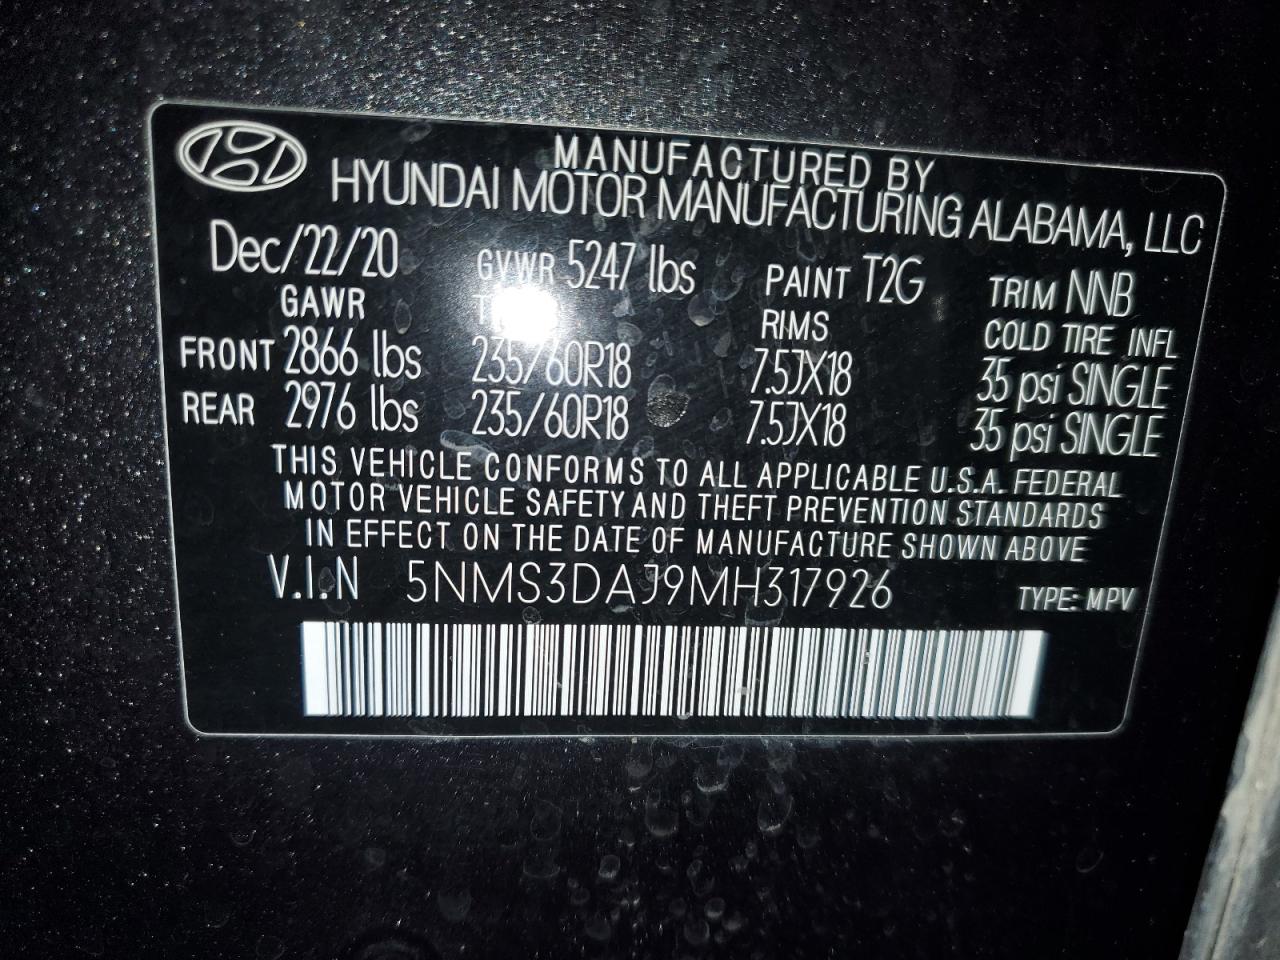 MANUFACTURED BY
HYUNDAI MOTOR MANUFACTURING ALABAMA, LLC
Dec/22/20 GVWR 5247 lbs PAINT T2G TRIM NNB
GAWR RIMS COLD TIRE INFL
FRONT 2866 lbs 235/60R18 7.5JX18 35 psi SINGLE
REAR 2976 lbs 235/60R18 7.5JX18 35 psi SINGLE
THIS VEHICLE CONFORMS TO ALL APPLICABLE U.S.A. FEDERAL
MOTOR VEHICLE SAFETY AND THEFT PREVENTION STANDARDS
IN EFFECT ON THE DATE OF MANUFACTURE SHOWN ABOVE
V.I.N 5NMS3DAJ9MH317926 TYPE: MPV